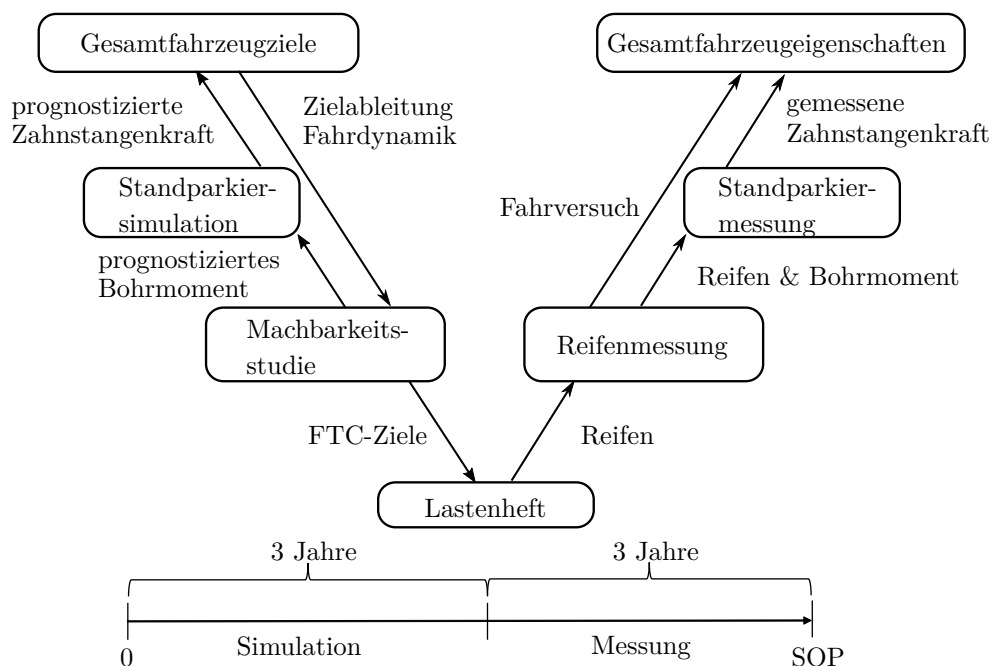 Gesamtfahrzeugziele
Gesamtfahrzeugeigenschaften
prognostizierte
Zahnstangenkraft
Zielableitung
Fahrdynamik
gemessene
Zahnstangenkraft
Standparkier-
simulation
Fahrversuch
Standparkier-
messung
prognostiziertes
Bohrmoment
Reifen & Bohrmoment
Machbarkeits-
studie
Reifenmessung
FTC-Ziele
Reifen
Lastenheft
3 Jahre
3 Jahre
Simulation
Messung
0
SOP